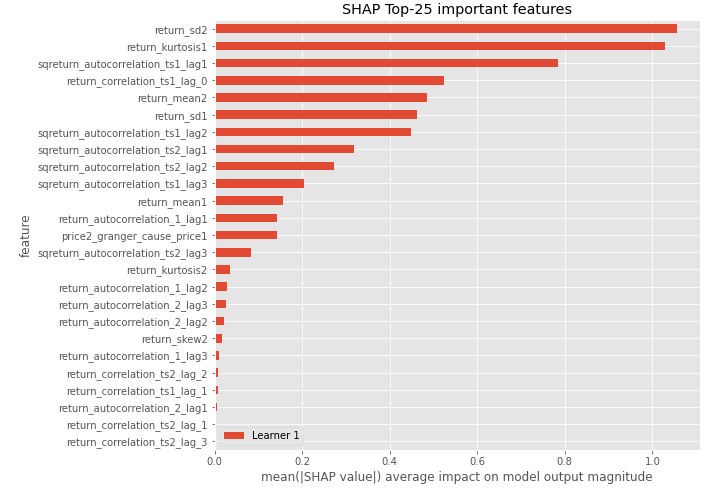 SHAP Top-25 important features
return_sd2
return_kurtosis1
sqreturn_autocorrelation_ts1_lag1
return_correlation_ts1_lag_0
return_mean2
return_sd1
sqreturn_autocorrelation_ts1_lag2
sqreturn_autocorrelation_ts2_lag1
sqreturn_autocorrelation_ts2_lag2
sqreturn_autocorrelation_ts1_lag3
return_mean1
return_autocorrelation_1_lag1
price2_granger_cause_price1
sqreturn_autocorrelation_ts2_lag3
return_kurtosis2
return_autocorrelation_1_lag2
return_autocorrelation_2_lag3
return_autocorrelation_2_lag2
return_skew2
return_autocorrelation_1_lag3
return_correlation_ts2_lag_2
return_correlation_ts1_lag_1
return_autocorrelation_2_lag1
return_correlation_ts2_lag_1
return_correlation_ts2_lag_3
feature
Learner 1
0.0 0.2 0.4 0.6 0.8 1.0
mean(|SHAP value|) average impact on model output magnitude